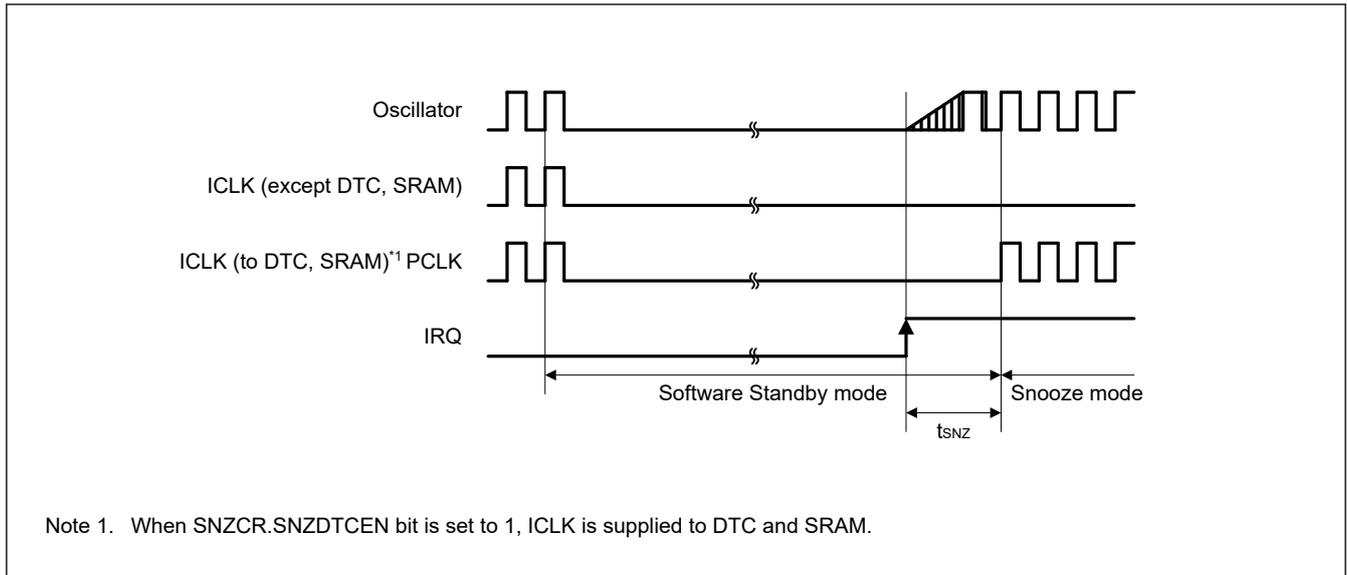 Oscillator
ICLK (except DTC, SRAM)
ICLK (to DTC, SRAM)*1 PCLK
IRQ
Software Standby mode
Snooze mode
tSNZ
Note 1. When SNZCR.SNZDTCEN bit is set to 1, ICLK is supplied to DTC and SRAM.